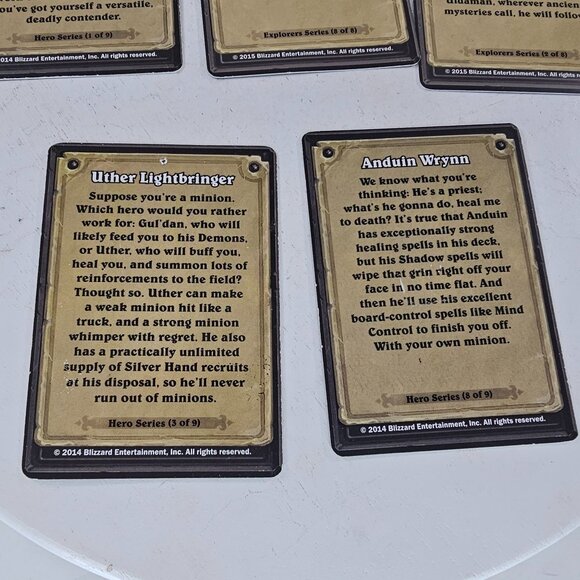 you've got yourself a versatile,
deadly contender.
Hero Series (1 of 9)
2014 Blizzard Entertainment, Inc. All rights reserved.
Explorers Series (8 of 8)
© 2015 Blizzard Entertainment, Inc. All rights reserved.
wherever ancient
mysteries call, he will follow
Explorers Series (2 of 8)
© 2015 Blizzard Entertainment, Inc. All rights reserved.
Uther Lightbringer
Suppose you're a minion.
Which hero would you rather
work for: Gul'dan, who will
likely feed you to his Demons,
or Uther, who will buff you,
heal you, and summon lots of
reinforcements to the field?
Thought so. Uther can make
a weak minion hit like a
truck, and a strong minion
whimper with regret. He also
has a practically unlimited
supply of Silver Hand recruits
at his disposal, so he'll never
run out of minions.
Hero Series (3 of 9)
© 2014 Blizzard Entertainment, Inc. All rights reserved.
Anduin Wrynn
We know what you're
thinking: He's a priest;
what's he gonna do, heal me
to death? It's true that Anduin
has exceptionally strong
healing spells in his deck,
but his Shadow spells will
wipe that grin right off your
face in no time flat. And
then he'll use his excellent
board-control spells like Mind
Control to finish you off.
With your own minion.
Hero Series (8 of 9)
© 2014 Blizzard Entertainment, Inc. All rights reserved.